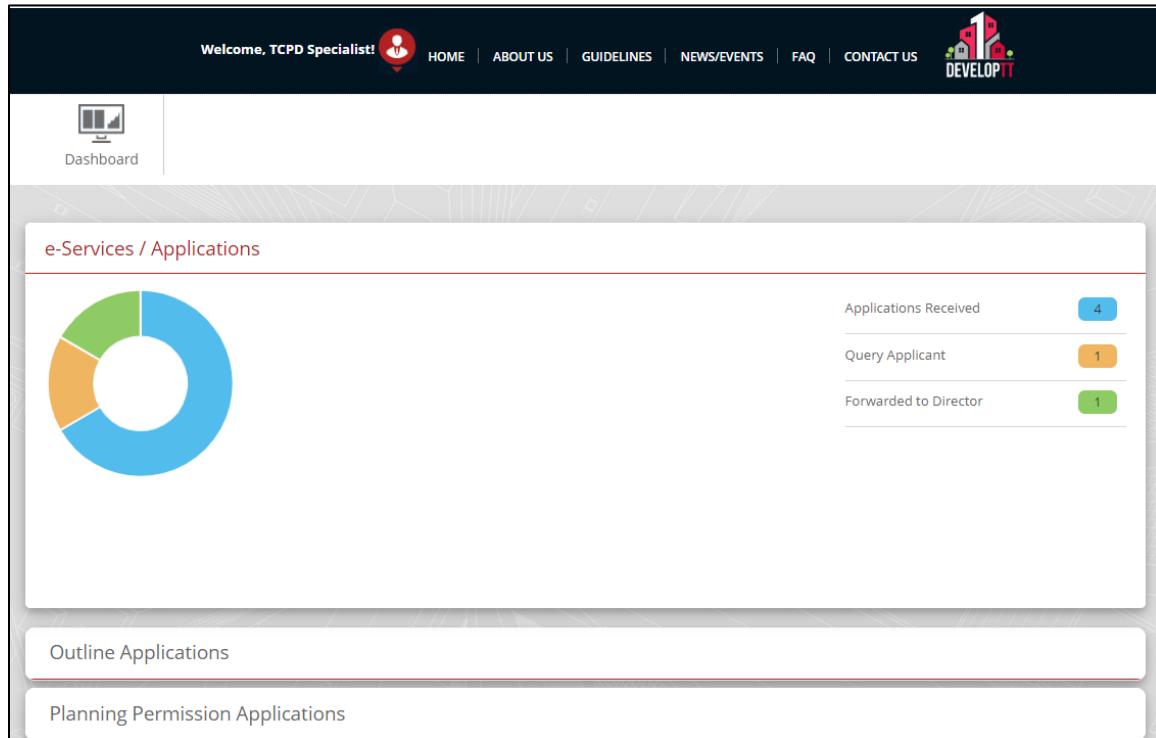 Welcome, TCPD Specialist!
HOME | ABOUT US | GUIDELINES | NEWS/EVENTS | FAQ | CONTACT US
DEVELOPTT
Dashboard
e-Services / Applications
Applications Received 4
Query Applicant 1
Forwarded to Director 1
Outline Applications
Planning Permission Applications